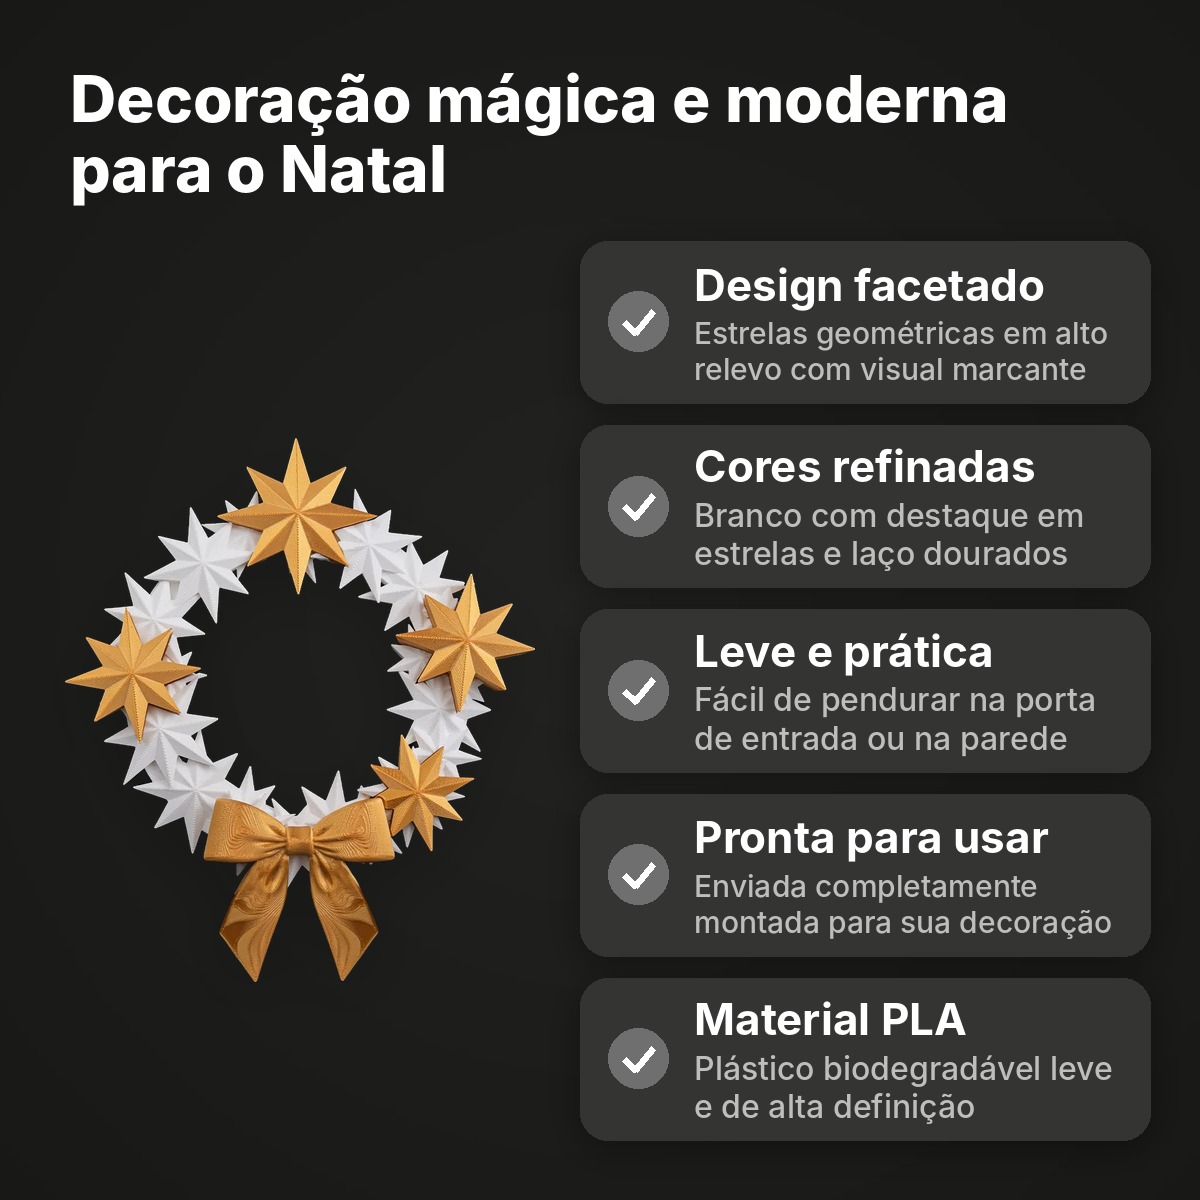 Decoração mágica e moderna
para o Natal
Design facetado
Estrelas geométricas em alto
relevo com visual marcante
Cores refinadas
Branco com destaque em
estrelas e laço dourados
Leve e prática
Fácil de pendurar na porta
de entrada ou na parede
Pronta para usar
Enviada completamente
montada para sua decoração
Material PLA
Plástico biodegradável leve
e de alta definição